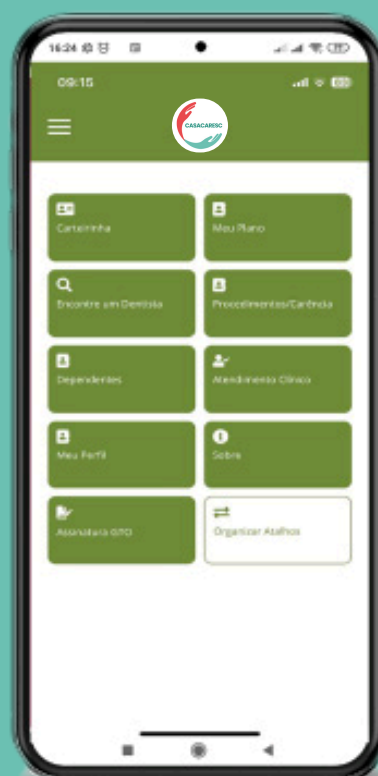 16:24
09:15
CASACARESC
Carteirinha
Meu Plano
Encontre um Dentista
Procedimentos/Carência
Dependentes
Atendimento Clínico
Meu Perfil
Sobre
Assinatura GTO
Organizar Atalhos